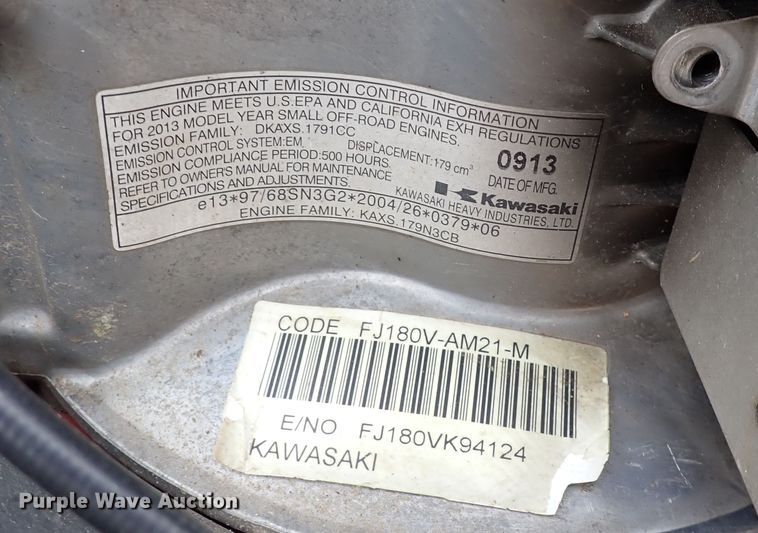 IMPORTANT EMISSION CONTROL INFORMATION
THIS ENGINE MEETS U.S.EPA AND CALIFORNIA EXH REGULATIONS
FOR 2013 MODEL YEAR SMALL OFF-ROAD ENGINES.
EMISSION FAMILY: DKAXS.1791CC
EMISSION CONTROL SYSTEM:EM DISPLACEMENT:179 cm³
EMISSION COMPLIANCE PERIOD:500 HOURS.
REFER TO OWNERS MANUAL FOR MAINTENANCE
SPECIFICATIONS AND ADJUSTMENTS.
0913
DATE OF MFG.
Kawasaki
KAWASAKI HEAVY INDUSTRIES, LTD.
e13*97/68SN3G2*2004/26*0379*06
ENGINE FAMILY: KAXS.179N3CB
CODE FJ180V-AM21-M
E/NO FJ180VK94124
KAWASAKI
Purple Wave Auction